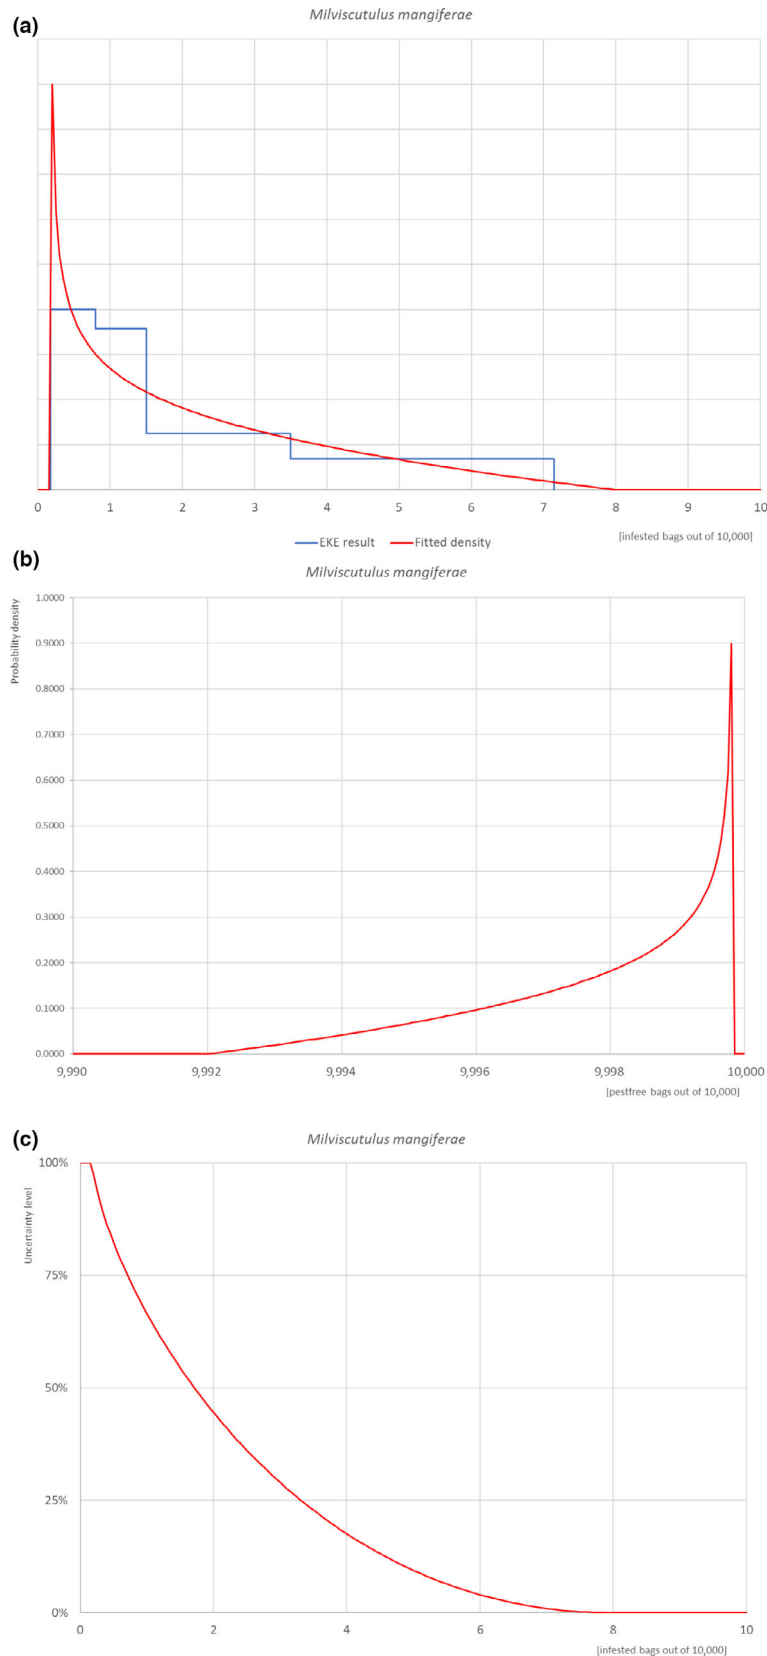 (a)
Milviscutulus mangiferae
0 1 2 3 4 5 6 7 8 9 10
EKE result Fitted density
[infested bags out of 10,000]
(b)
Milviscutulus mangiferae
Probability density
1.0000
0.9000
0.8000
0.7000
0.6000
0.5000
0.4000
0.3000
0.2000
0.1000
0.0000
9,990 9,992 9,994 9,996 9,998 10,000
[pestfree bags out of 10,000]
(c)
Milviscutulus mangiferae
Uncertainty level
100%
75%
50%
25%
0%
0 2 4 6 8 10
[infested bags out of 10,000]